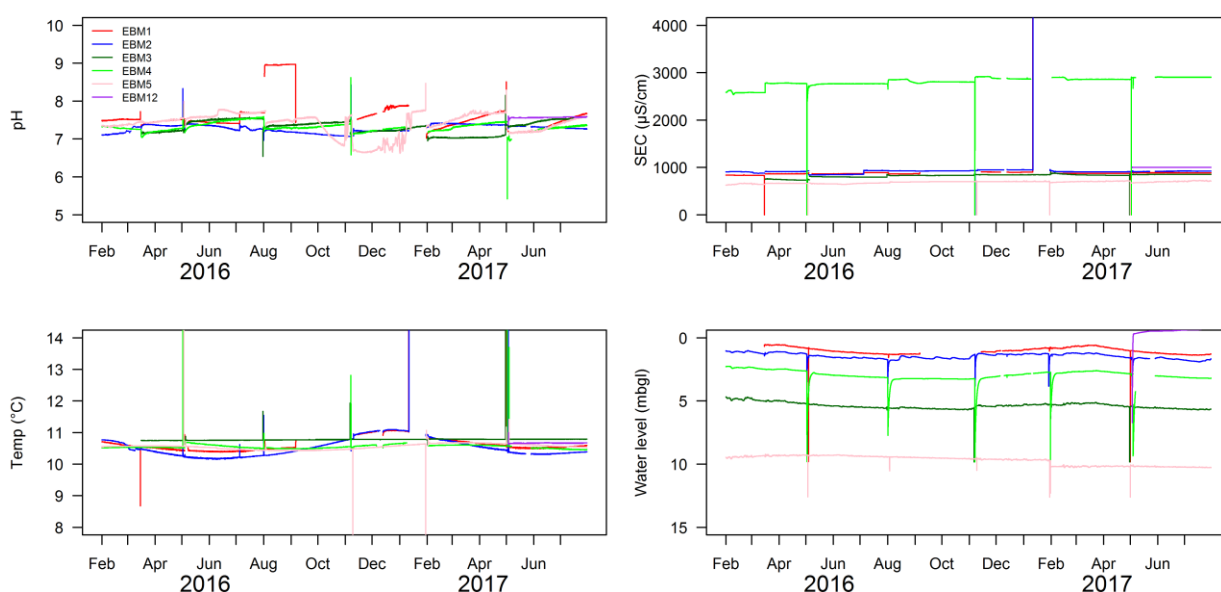 10
9
8
7
6
5
pH
EBM1
EBM2
EBM3
EBM4
EBM5
EBM12
Feb Apr Jun Aug Oct Dec Feb Apr Jun
2016 2017
4000
3000
2000
1000
0
SEC (µS/cm)
Feb Apr Jun Aug Oct Dec Feb Apr Jun
2016 2017
14
13
12
11
10
9
8
Temp (°C)
Feb Apr Jun Aug Oct Dec Feb Apr Jun
2016 2017
0
5
10
15
Water level (mbgl)
Feb Apr Jun Aug Oct Dec Feb Apr Jun
2016 2017